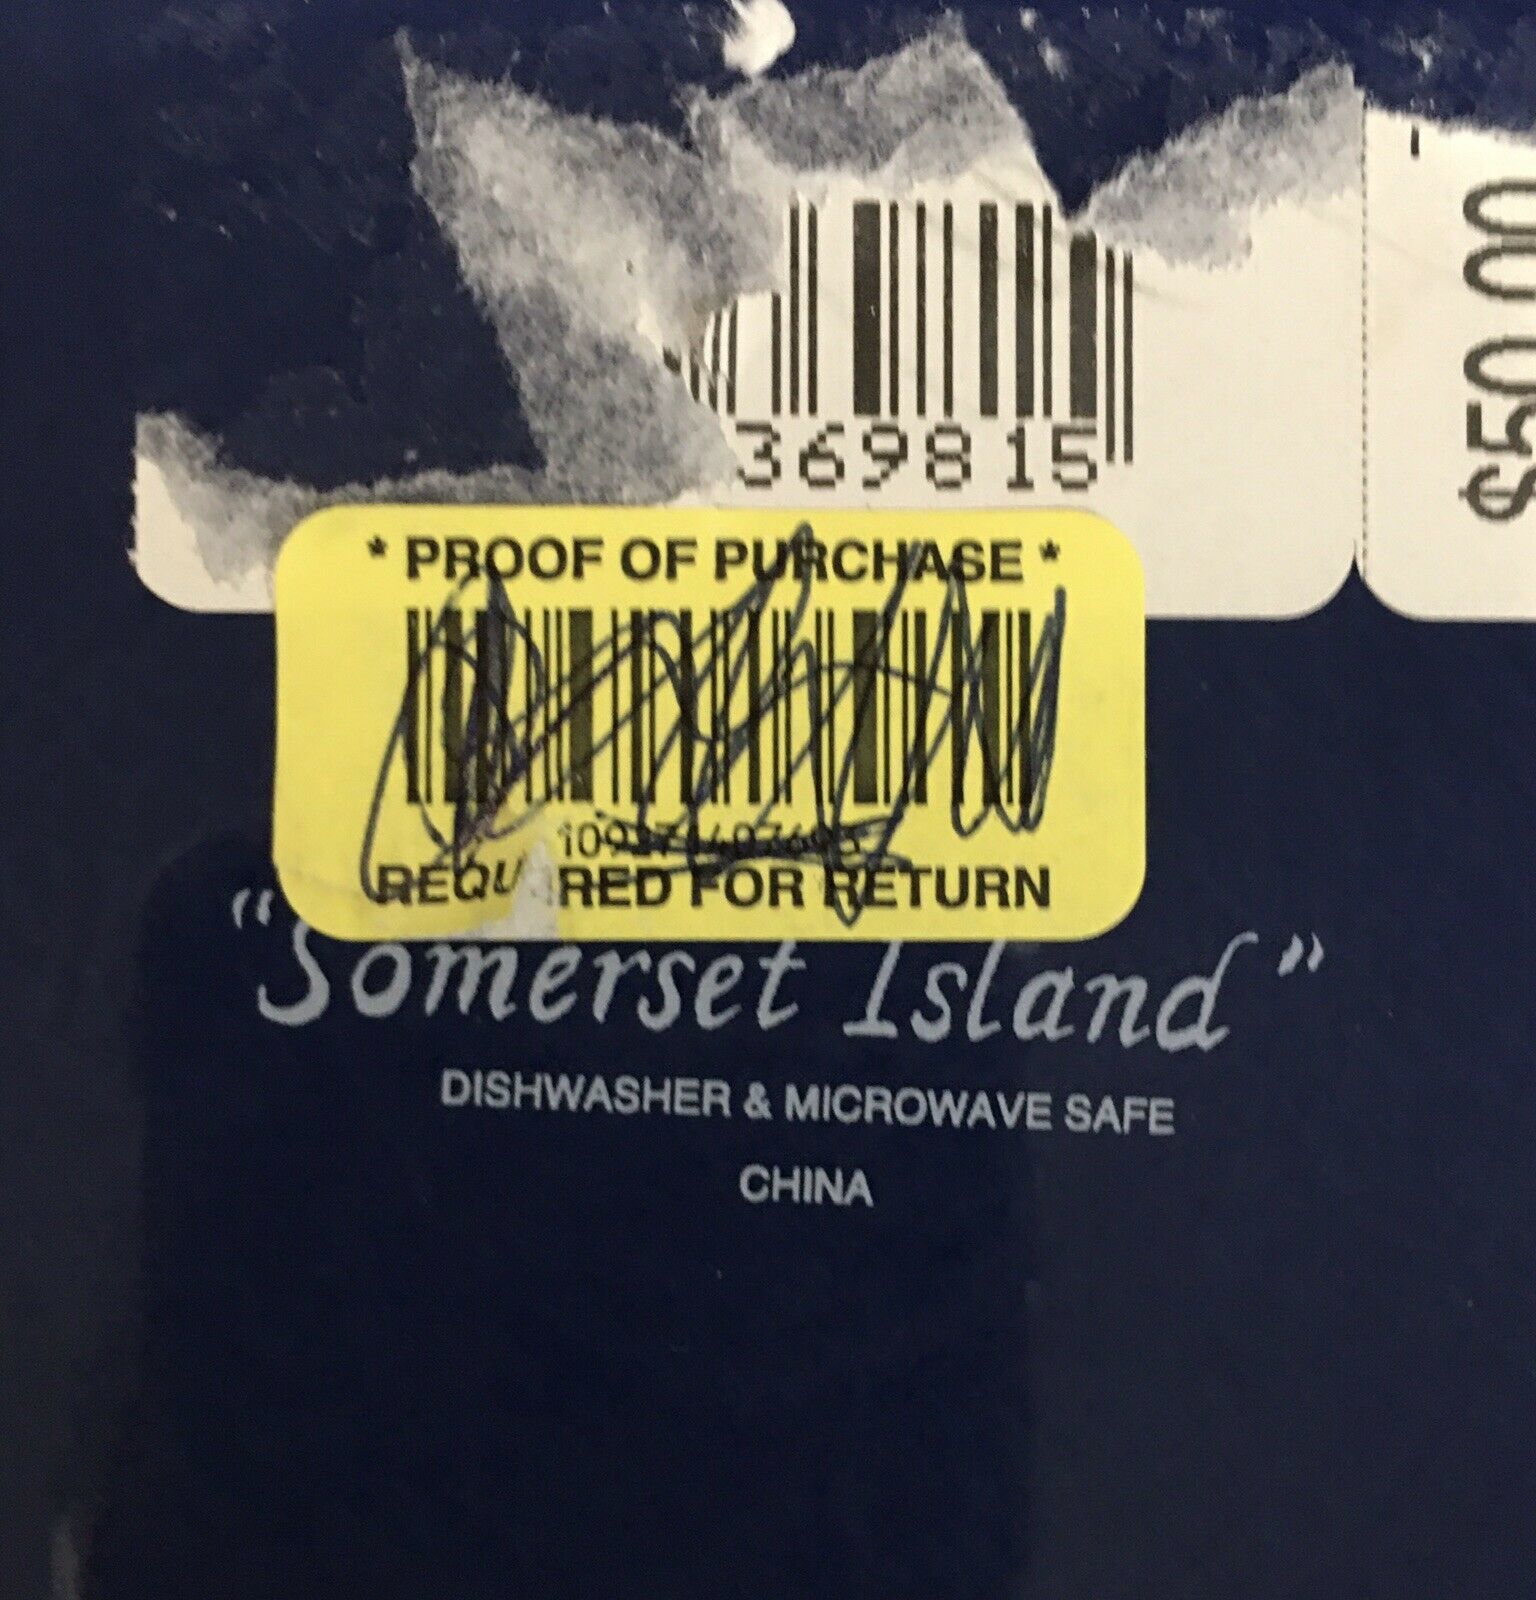 $50.00
369815
* PROOF OF PURCHASE *
REQUIRED FOR RETURN
"Somerset Island"
DISHWASHER & MICROWAVE SAFE
CHINA